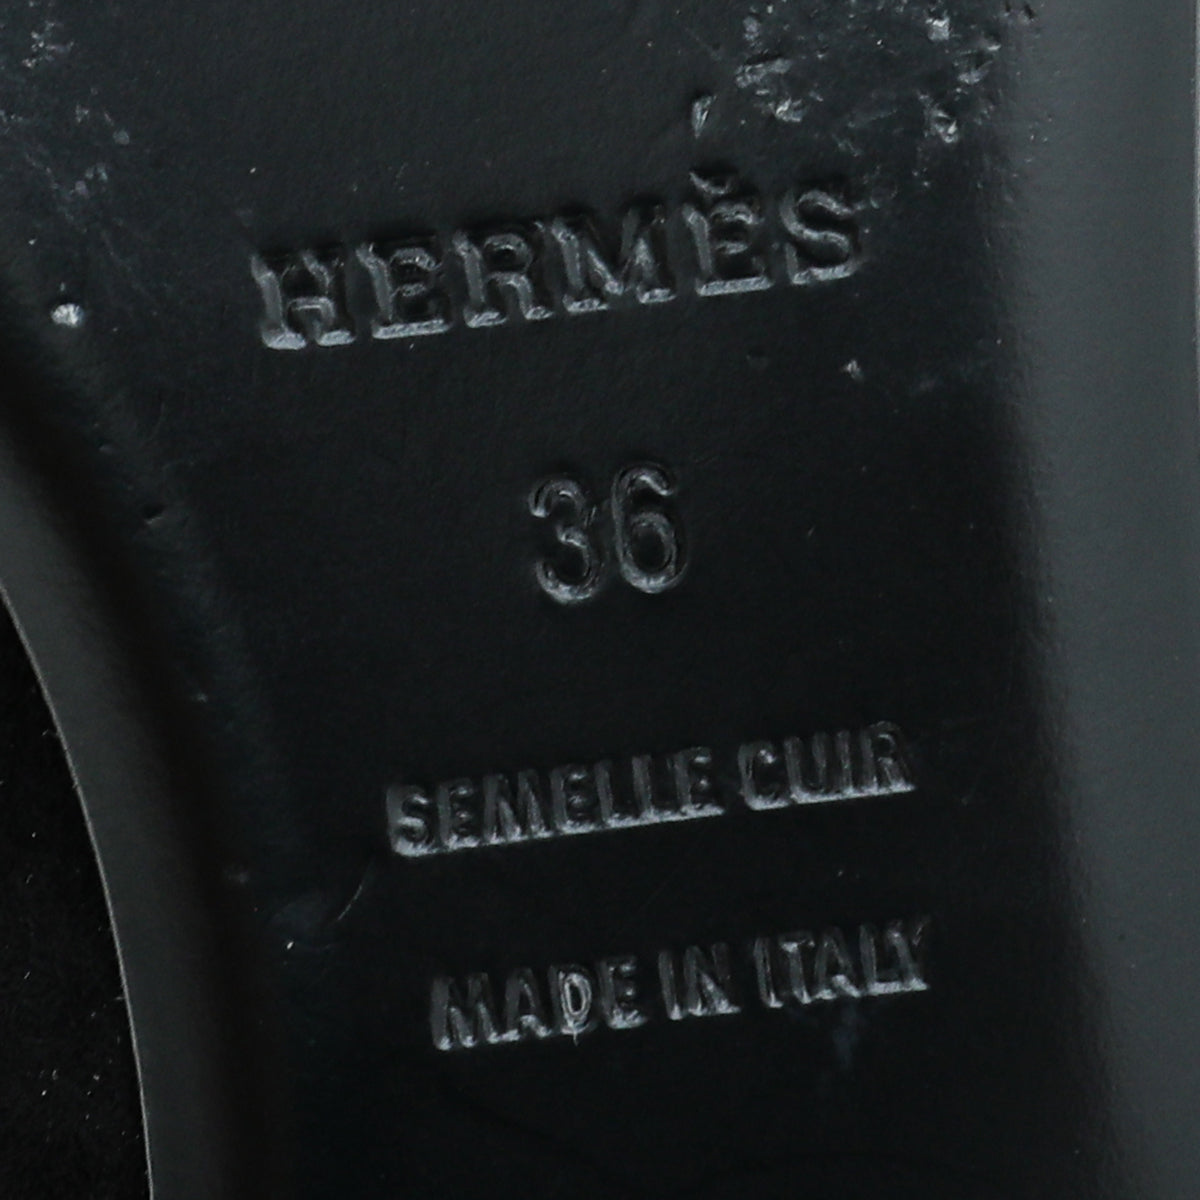 HERMÈS
36
SEMELLE CUIR
MADE IN ITALY